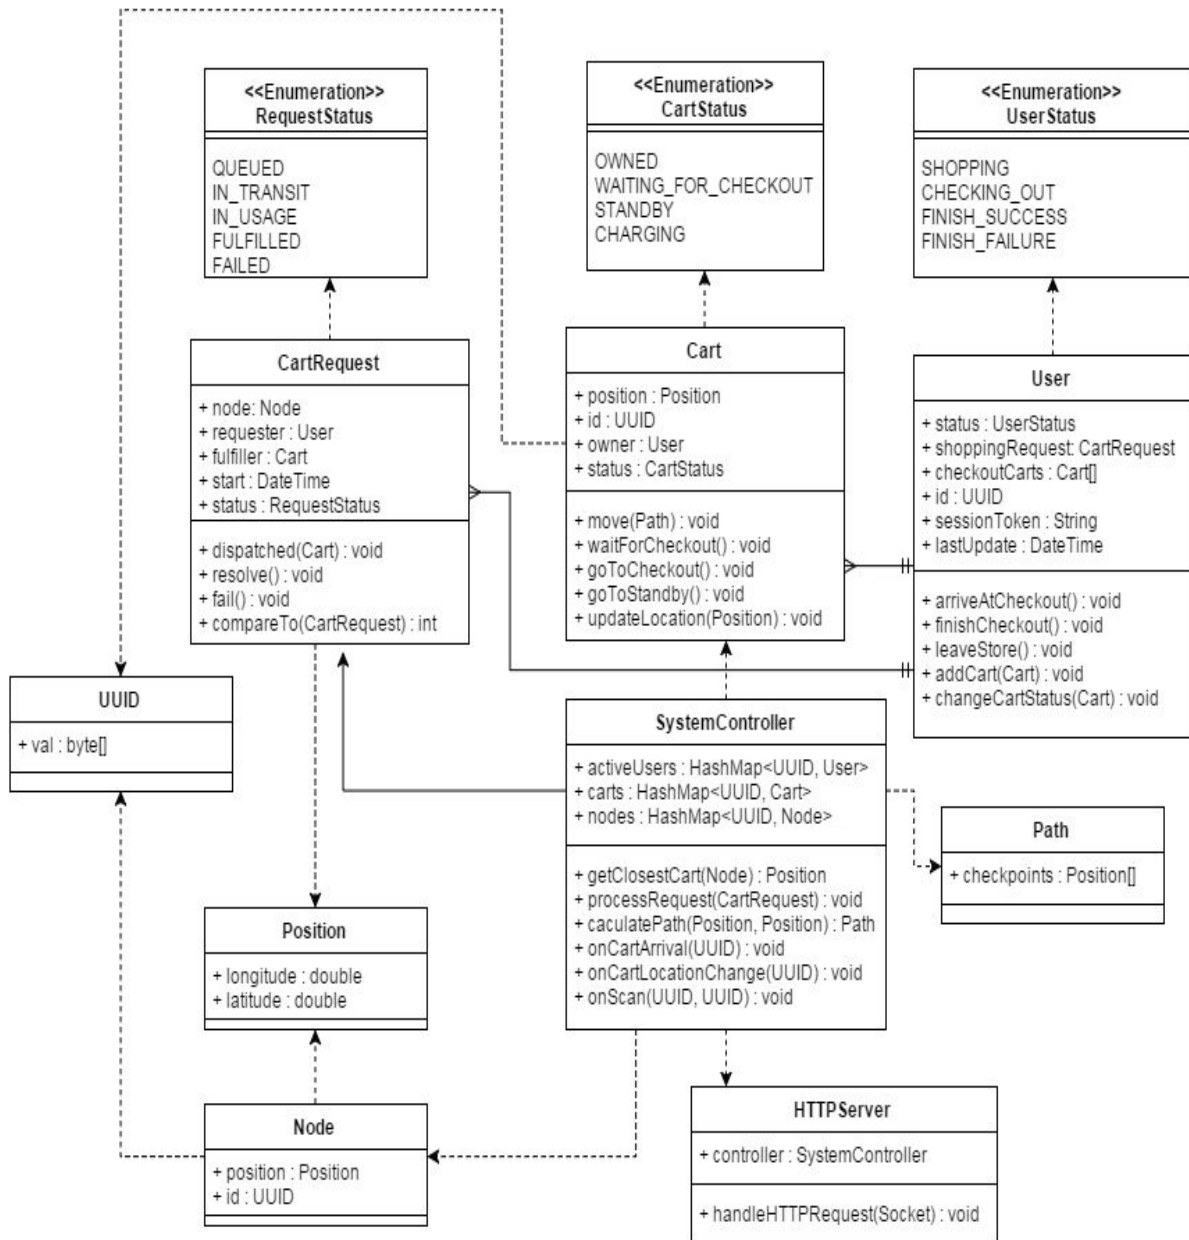 <<Enumeration>>
RequestStatus
QUEUED
IN_TRANSIT
IN_USAGE
FULFILLED
FAILED
<<Enumeration>>
CartStatus
OWNED
WAITING_FOR_CHECKOUT
STANDBY
CHARGING
<<Enumeration>>
UserStatus
SHOPPING
CHECKING_OUT
FINISH_SUCCESS
FINISH_FAILURE
CartRequest
+ node: Node
+ requester : User
+ fulfiller : Cart
+ start : DateTime
+ status : RequestStatus
+ dispatched(Cart) : void
+ resolve() : void
+ fail() : void
+ compareTo(CartRequest) : int
Cart
+ position : Position
+ id : UUID
+ owner : User
+ status : CartStatus
+ move(Path) : void
+ waitForCheckout() : void
+ goToCheckout() : void
+ goToStandby() : void
+ updateLocation(Position) : void
User
+ status : UserStatus
+ shoppingRequest: CartRequest
+ checkoutCarts : Cart[]
+ id : UUID
+ sessionToken : String
+ lastUpdate : DateTime
+ arriveAtCheckout() : void
+ finishCheckout() : void
+ leaveStore() : void
+ addCart(Cart) : void
+ changeCartStatus(Cart) : void
UUID
+ val : byte[]
SystemController
+ activeUsers : HashMap<UUID, User>
+ carts : HashMap<UUID, Cart>
+ nodes : HashMap<UUID, Node>
+ getClosestCart(Node) : Position
+ processRequest(CartRequest) : void
+ caculatePath(Position, Position) : Path
+ onCartArrival(UUID) : void
+ onCartLocationChange(UUID) : void
+ onScan(UUID, UUID) : void
Path
+ checkpoints : Position[]
Position
+ longitude : double
+ latitude : double
Node
+ position : Position
+ id : UUID
HTTPServer
+ controller : SystemController
+ handleHTTPRequest(Socket) : void